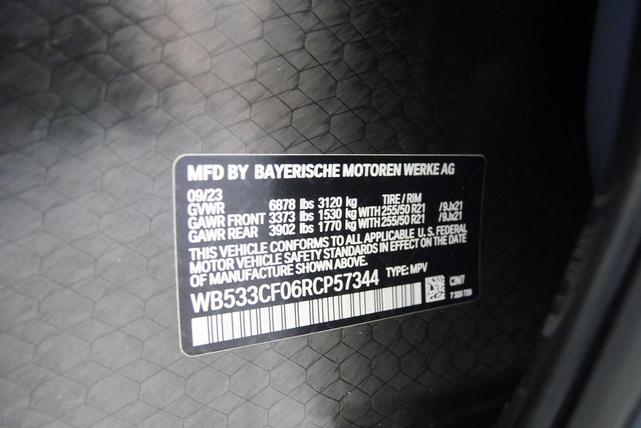 MFD BY BAYERISCHE MOTOREN WERKE AG
09/23
GVWR 6878 lbs 3120 kg TIRE / RIM
GAWR FRONT 3373 lbs 1530 kg WITH 255/50 R21 /9Jx21
GAWR REAR 3902 lbs 1770 kg WITH 255/50 R21 /9Jx21
THIS VEHICLE CONFORMS TO ALL APPLICABLE U. S. FEDERAL
MOTOR VEHICLE SAFETY STANDARDS IN EFFECT ON THE DATE
OF MANUFACTURE SHOWN ABOVE.
WB533CF06RCP57344 TYPE: MPV